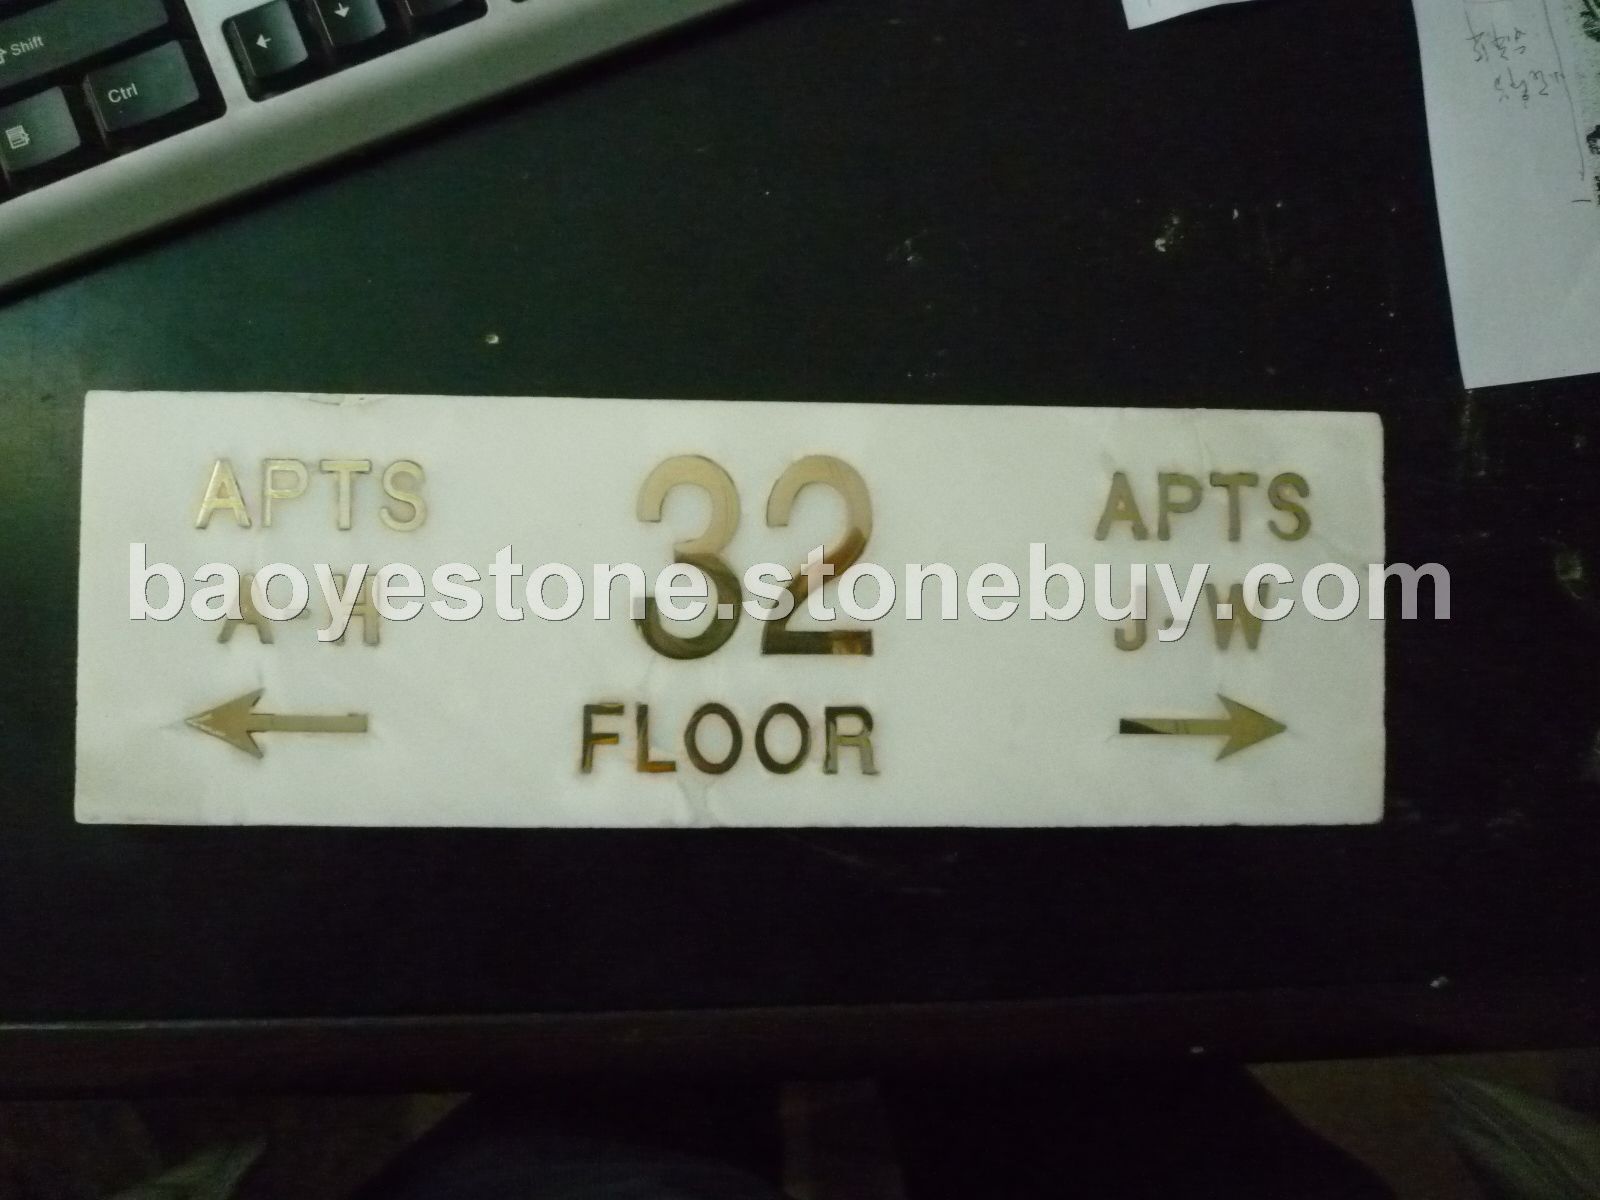 Shift
Ctrl
APTS
A-H
32
FLOOR
APTS
J-W
baoyestone.stonebuy.com